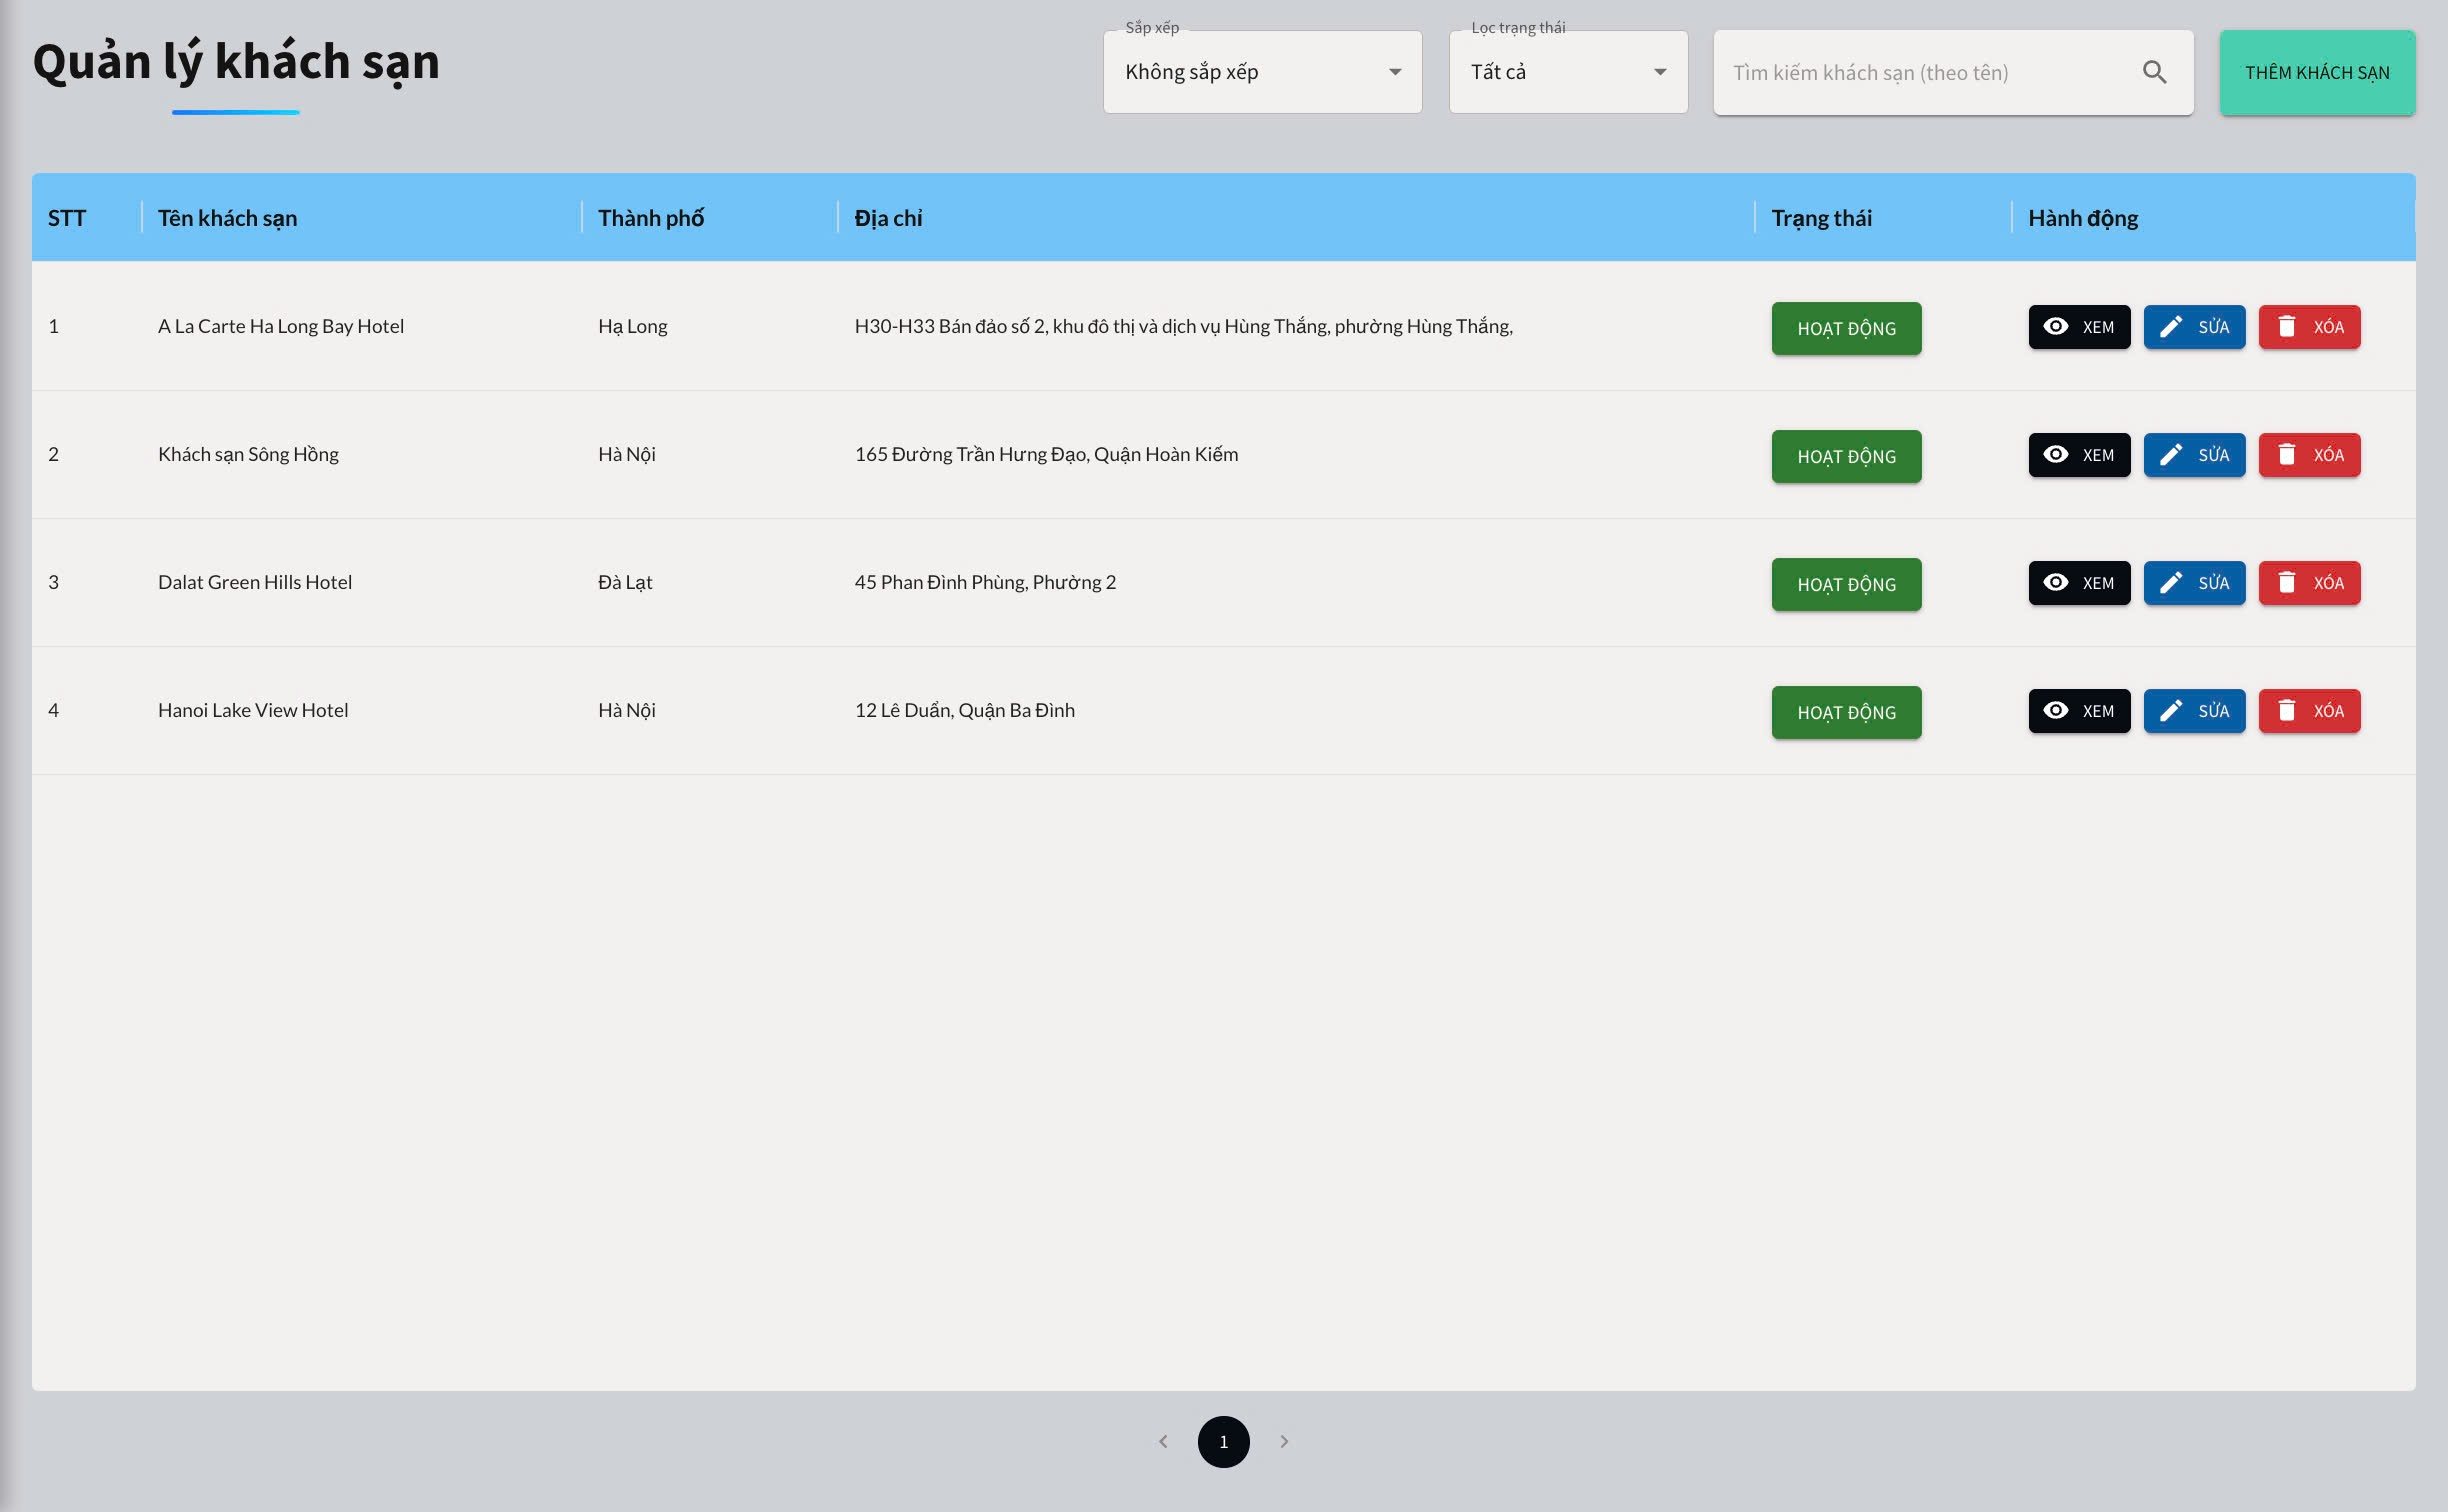 Quản lý khách sạn
Sắp xếp
Không sắp xếp
Lọc trạng thái
Tất cả
Tìm kiếm khách sạn (theo tên)
THÊM KHÁCH SẠN
STT Tên khách sạn Thành phố Địa chỉ Trạng thái Hành động
1 A La Carte Ha Long Bay Hotel Hạ Long H30-H33 Bán đảo số 2, khu đô thị và dịch vụ Hùng Thắng, phường Hùng Thắng, HOẠT ĐỘNG XEM SỬA XÓA
2 Khách sạn Sông Hồng Hà Nội 165 Đường Trần Hưng Đạo, Quận Hoàn Kiếm HOẠT ĐỘNG XEM SỬA XÓA
3 Dalat Green Hills Hotel Đà Lạt 45 Phan Đình Phùng, Phường 2 HOẠT ĐỘNG XEM SỬA XÓA
4 Hanoi Lake View Hotel Hà Nội 12 Lê Duẩn, Quận Ba Đình HOẠT ĐỘNG XEM SỬA XÓA
1